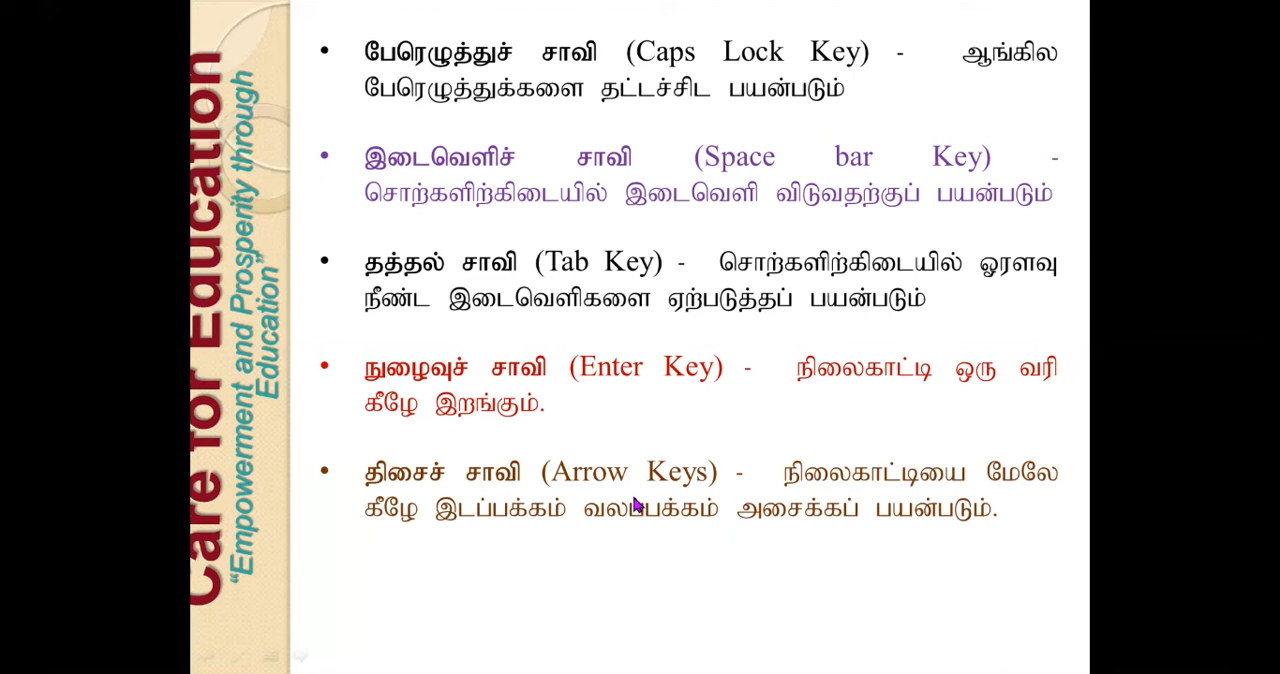 Care for Education
“Empowerment and Prosperity through
Education”
• பேரெழுத்துச் சாவி (Caps Lock Key) - ஆங்கில
பேரெழுத்துக்களை தட்டச்சிட பயன்படும்
• இடைவெளிச் சாவி (Space bar Key) -
சொற்களிற்கிடையில் இடைவெளி விடுவதற்குப் பயன்படும்
• தத்தல் சாவி (Tab Key) - சொற்களிற்கிடையில் ஓரளவு
நீண்ட இடைவெளிகளை ஏற்படுத்தப் பயன்படும்
• நுழைவுச் சாவி (Enter Key) - நிலைகாட்டி ஒரு வரி
கீழே இறங்கும்.
• திசைச் சாவி (Arrow Keys) - நிலைகாட்டியை மேலே
கீழே இடப்பக்கம் வலப்பக்கம் அசைக்கப் பயன்படும்.